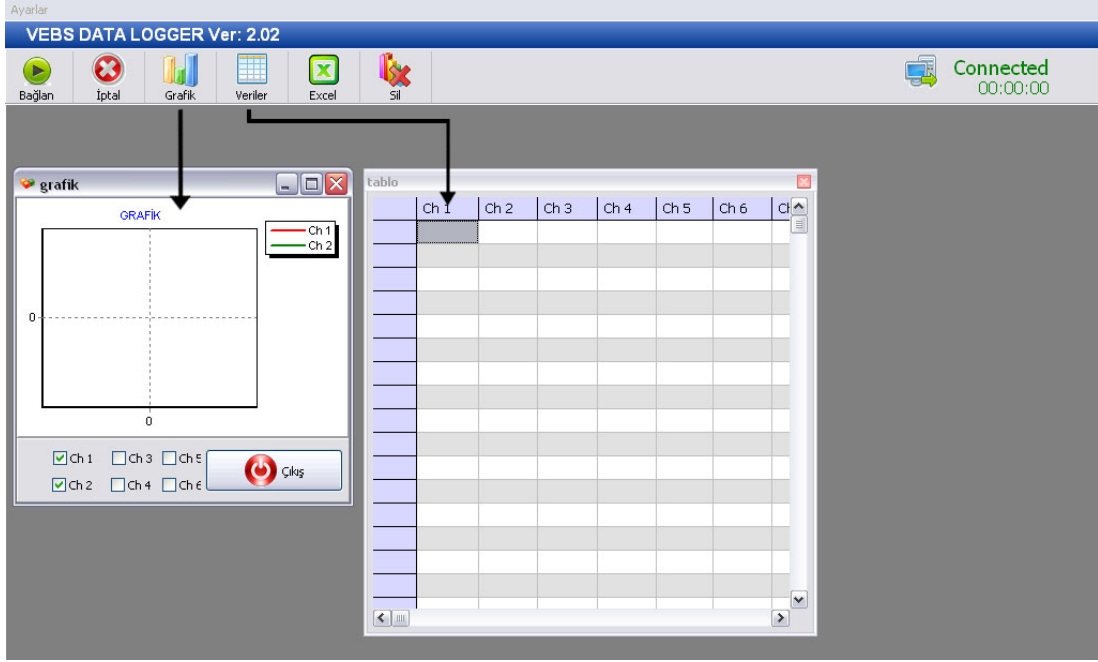 Ayarlar
VEBS DATA LOGGER Ver: 2.02
Bağlan İptal Grafik Veriler Excel Sil
Connected
00:00:00
grafik
GRAFİK
Ch 1
Ch 2
0
0
Ch 1 Ch 3 Ch 5
Ch 2 Ch 4 Ch 6
Çıkış
tablo
Ch 1 Ch 2 Ch 3 Ch 4 Ch 5 Ch 6